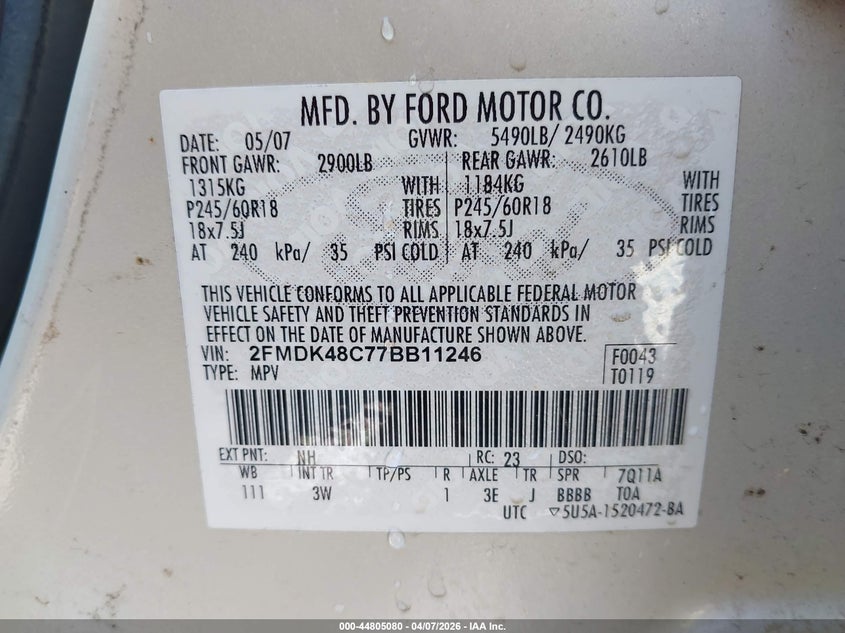 MFD. BY FORD MOTOR CO.
DATE: 05/07 GVWR: 5490LB/ 2490KG
FRONT GAWR: 2900LB REAR GAWR: 2610LB
1315KG WITH 1184KG WITH
P245/60R18 TIRES P245/60R18 TIRES
18x7.5J RIMS 18x7.5J RIMS
AT 240 kPa/ 35 PSI COLD AT 240 kPa/ 35 PSI COLD
THIS VEHICLE CONFORMS TO ALL APPLICABLE FEDERAL MOTOR
VEHICLE SAFETY AND THEFT PREVENTION STANDARDS IN
EFFECT ON THE DATE OF MANUFACTURE SHOWN ABOVE.
VIN: 2FMDK48C77BB11246 F0043
TYPE: MPV T0119
EXT PNT: NH RC: 23 DSO:
WB INT TR TP/PS R AXLE TR SPR 7Q11A
111 3W 1 3E J BBBB TOA
UTC ▽5U5A-1520472-BA
000-44805080 - 04/07/2026 - IAA Inc.